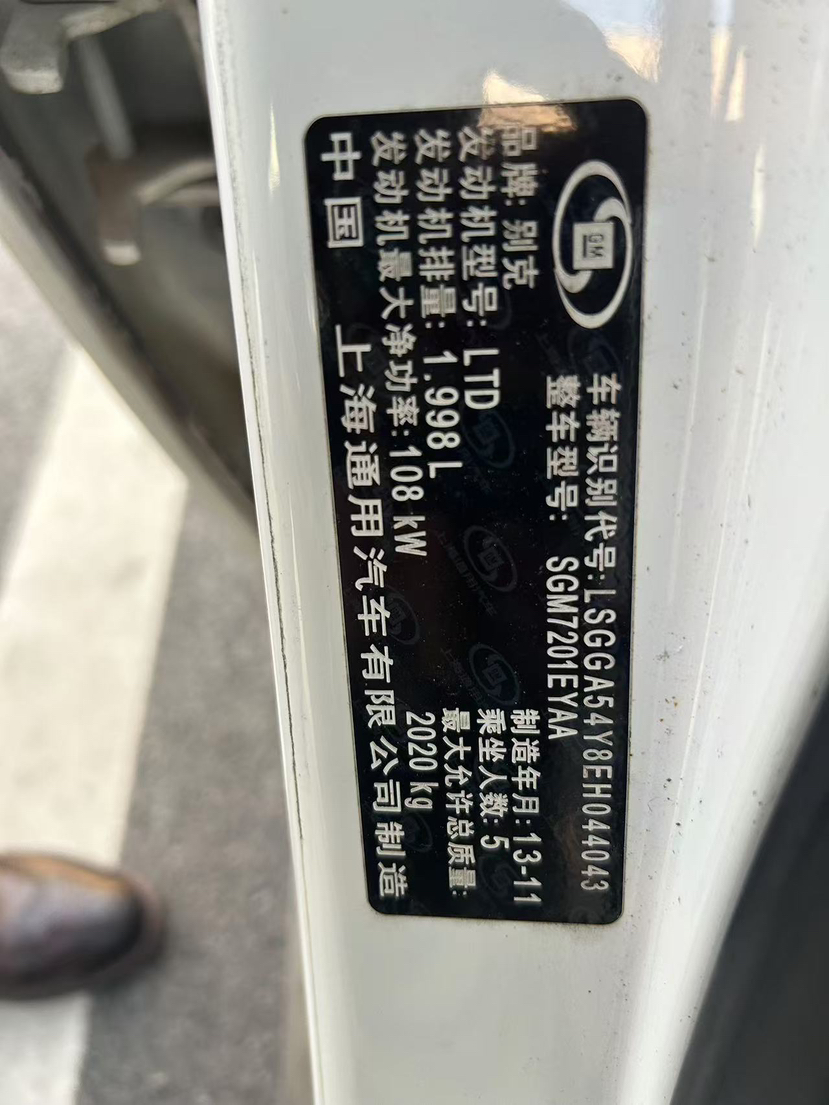 GM
车辆识别代号:LSGGA54Y8EH044043
整车型号: SGM7201EYAA
品牌: 别克
制造年月:13-11
发动机型号: LTD
乘坐人数:5
发动机排量: 1.998L
最大允许总质量:
发动机最大净功率:108 kW
2020 kg
中国 上海通用汽车有限公司制造